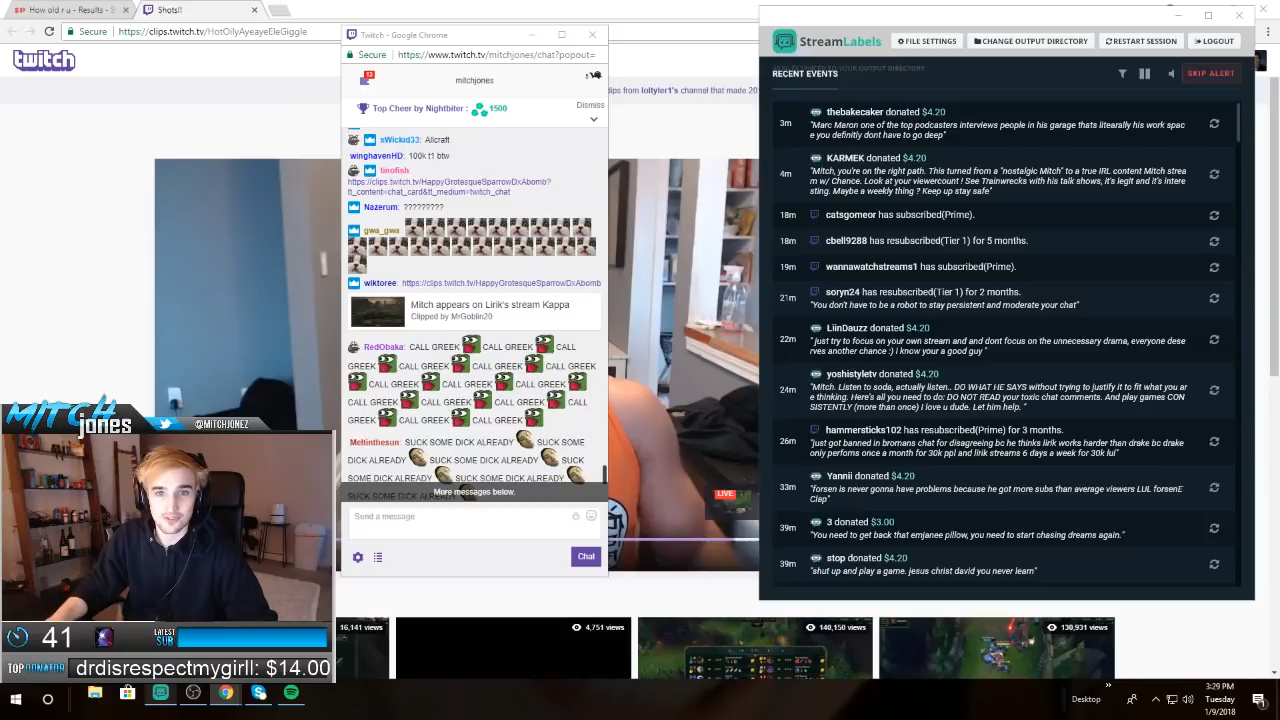 How old r u - Results - S
Shots!!
Secure
https://clips.twitch.tv/HotOilyAyeayeEleGiggle
twitch
Twitch - Google Chrome
Secure
https://www.twitch.tv/mitchjones/chat?popout=
13
mitchjones
lips from loltyler1's channel that made 20
Top Cheer by Nightbiter :
1500
Dismiss
xWickid33: Allcraft
winghavenHD: 100k t1 btw
tinofish:
https://clips.twitch.tv/HappyGrotesqueSparrowDxAbomb?
tt_content=chat_card&tt_medium=twitch_chat
Nazerum: ?????????
gwa_gwa
wiktoree: https://clips.twitch.tv/HappyGrotesqueSparrowDxAbomb
Mitch appears on Lirik's stream Kappa
Clipped by MrGoblin20
RedObaka: CALL GREEK CALL GREEK CALL
GREEK CALL GREEK CALL GREEK CALL GREEK
CALL GREEK CALL GREEK CALL GREEK
CALL GREEK CALL GREEK CALL GREEK CALL
GREEK CALL GREEK CALL GREEK
Meltinthesun: SUCK SOME DICK ALREADY SUCK SOME
DICK ALREADY SUCK SOME DICK ALREADY SUCK
SOME DICK ALREADY SUCK SOME DICK ALREADY
SUCK SOME DICK ALREADY
More messages below.
Send a message
Chat
LIVE
StreamLabels
FILE SETTINGS
CHANGE OUTPUT DIRECTORY
RESTART SESSION
LOGOUT
YOUR OUTPUT DIRECTORY
RECENT EVENTS
SKIP ALERT
3m
thebakecaker donated $4.20
"Marc Maron one of the top podcasters interviews people in his garage thats litearally his work spac
e you definitly dont have to go deep"
4m
KARMEK donated $4.20
"Mitch, you're on the right path. This turned from a "nostalgic Mitch" to a true IRL content Mitch strea
m w/ Chance. Look at your viewercount ! See Trainwrecks with his talk shows, it's legit and it's intere
sting. Maybe a weekly thing ? Keep up stay safe"
18m
catsgomeor has subscribed(Prime).
18m
cbell9288 has resubscribed(Tier 1) for 5 months.
19m
wannawatchstreams1 has subscribed(Prime).
21m
soryn24 has resubscribed(Tier 1) for 2 months.
"You don't have to be a robot to stay persistent and moderate your chat"
22m
LiinDauzz donated $4.20
" just try to focus on your own stream and and dont focus on the unnecessary drama, everyone dese
rves another chance :) i know your a good guy "
24m
yoshistyletv donated $4.20
"Mitch. Listen to soda, actually listen.. DO WHAT HE SAYS without trying to justify it to fit what you ar
e thinking. Here's all you need to do: DO NOT READ your toxic chat comments. And play games CON
SISTENTLY (more than once) I love u dude. Let him help. "
26m
hammersticks102 has resubscribed(Prime) for 3 months.
"just got banned in bromans chat for disagreeing bc he thinks lirik works harder than drake bc drake
only perfoms once a month for 30k ppl and lirik streams 6 days a week for 30k lul"
33m
Yannii donated $4.20
"forsen is never gonna have problems because he got more subs than average viewers LUL forsenE
Clap"
39m
3 donated $3.00
"You need to get back that emjanee pillow, you need to start chasing dreams again."
39m
stop donated $4.20
"shut up and play a game. jesus christ david you never learn"
MITCH
jones
@MITCHJONEZ
41
LATEST
SUB
TOP DONATOR
drdisrespectmygirll: $14.00
16,141 views
4,751 views
140,150 views
130,931 views
Desktop
3:29 PM
Tuesday
1/9/2018